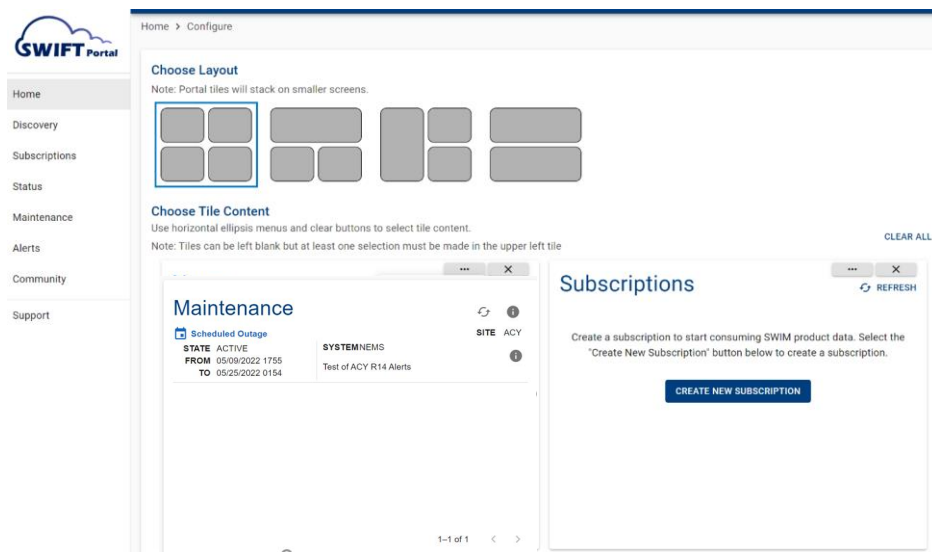 Home > Configure
SWIFT Portal
Home
Discovery
Subscriptions
Status
Maintenance
Alerts
Community
Support
Choose Layout
Note: Portal tiles will stack on smaller screens.
Choose Tile Content
Use horizontal ellipsis menus and clear buttons to select tile content.
Note: Tiles can be left blank but at least one selection must be made in the upper left tile
CLEAR ALL
Maintenance
Scheduled Outage
SITE ACY
STATE ACTIVE
FROM 05/09/2022 1755
TO 05/25/2022 0154
SYSTEMNEMS
Test of ACY R14 Alerts
1–1 of 1
Subscriptions
REFRESH
Create a subscription to start consuming SWIM product data. Select the
"Create New Subscription" button below to create a subscription.
CREATE NEW SUBSCRIPTION